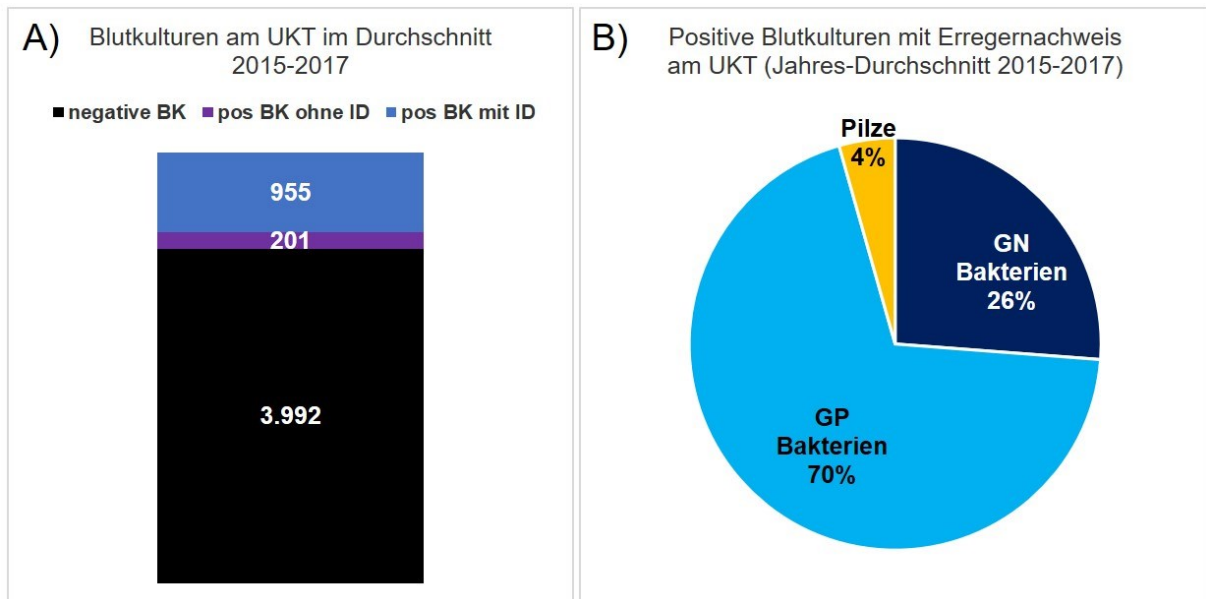 A)
Blutkulturen am UKT im Durchschnitt
2015-2017
negative BK pos BK ohne ID pos BK mit ID
955
201
3.992
B)
Positive Blutkulturen mit Erregernachweis
am UKT (Jahres-Durchschnitt 2015-2017)
Pilze
4%
GN
Bakterien
26%
GP
Bakterien
70%